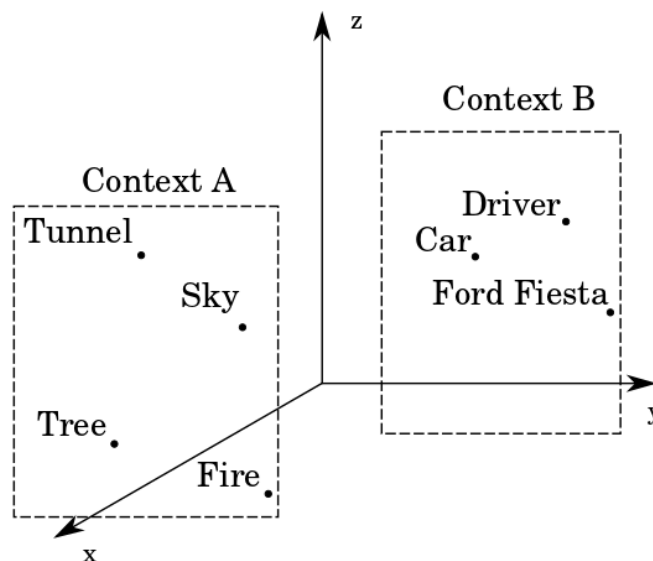 z
Context B
Context A
Driver
Tunnel
Car
Sky
Ford Fiesta
y
Tree
Fire
x